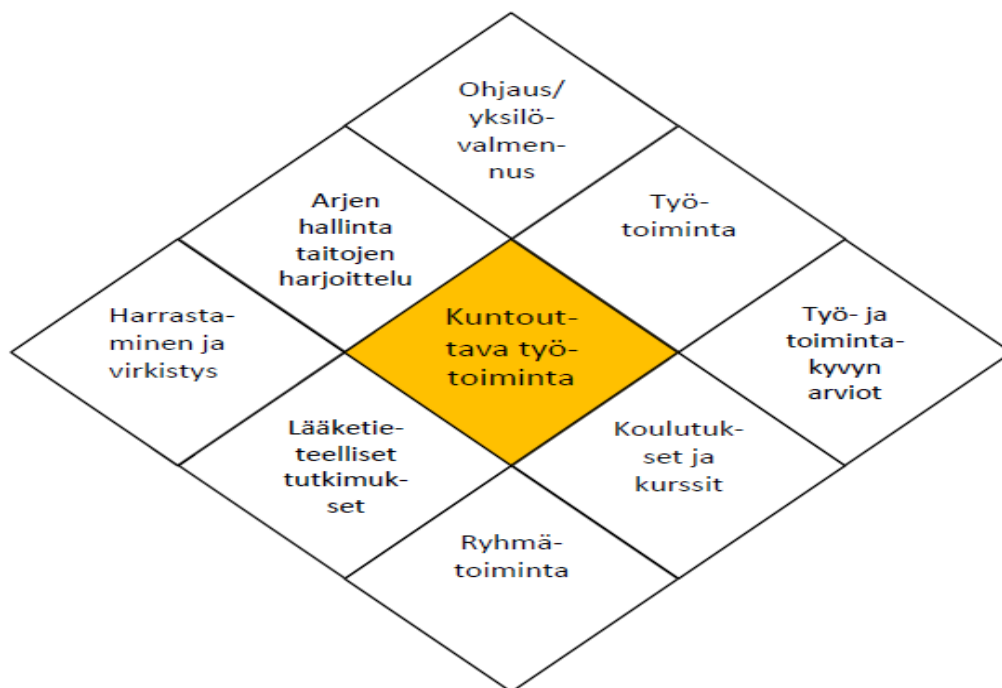 Ohjaus/
yksilö-
valmen-
nus
Arjen
hallinta
taitojen
harjoittelu
Työ-
toiminta
Harrasta-
minen ja
virkistys
Kuntout-
tava työ-
toiminta
Työ- ja
toiminta-
kyvyn
arviot
Lääketie-
teelliset
tutkimuk-
set
Koulutuk-
set ja
kurssit
Ryhmä-
toiminta